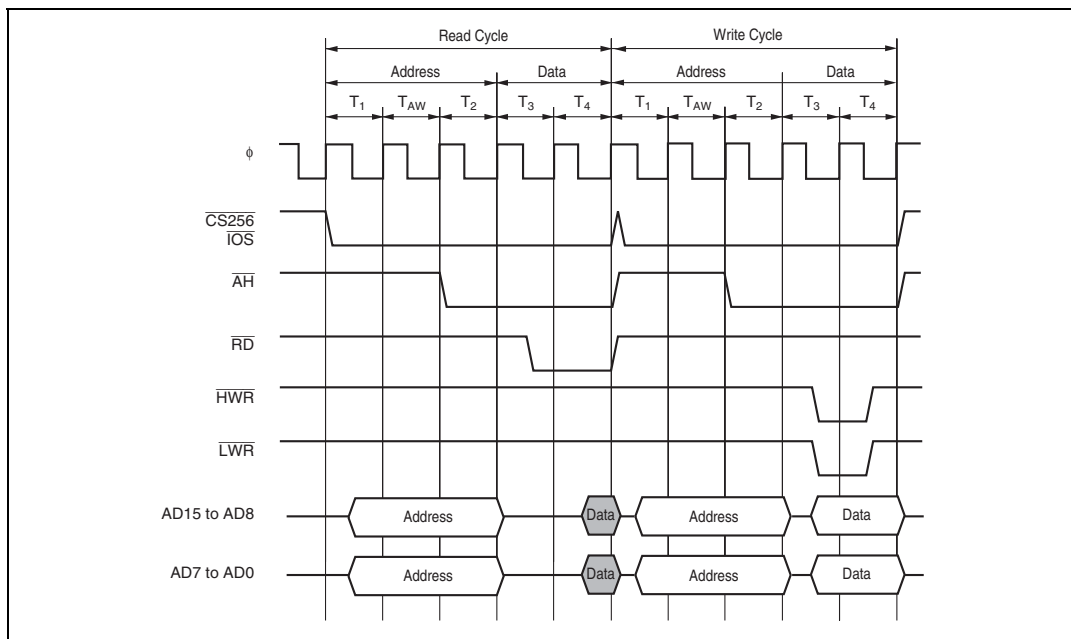 Read Cycle Write Cycle
Address Data Address Data
T1 TAW T2 T3 T4 T1 TAW T2 T3 T4
ϕ
CS256
IOS
AH
RD
HWR
LWR
AD15 to AD8 Address Data Address Data
AD7 to AD0 Address Data Address Data